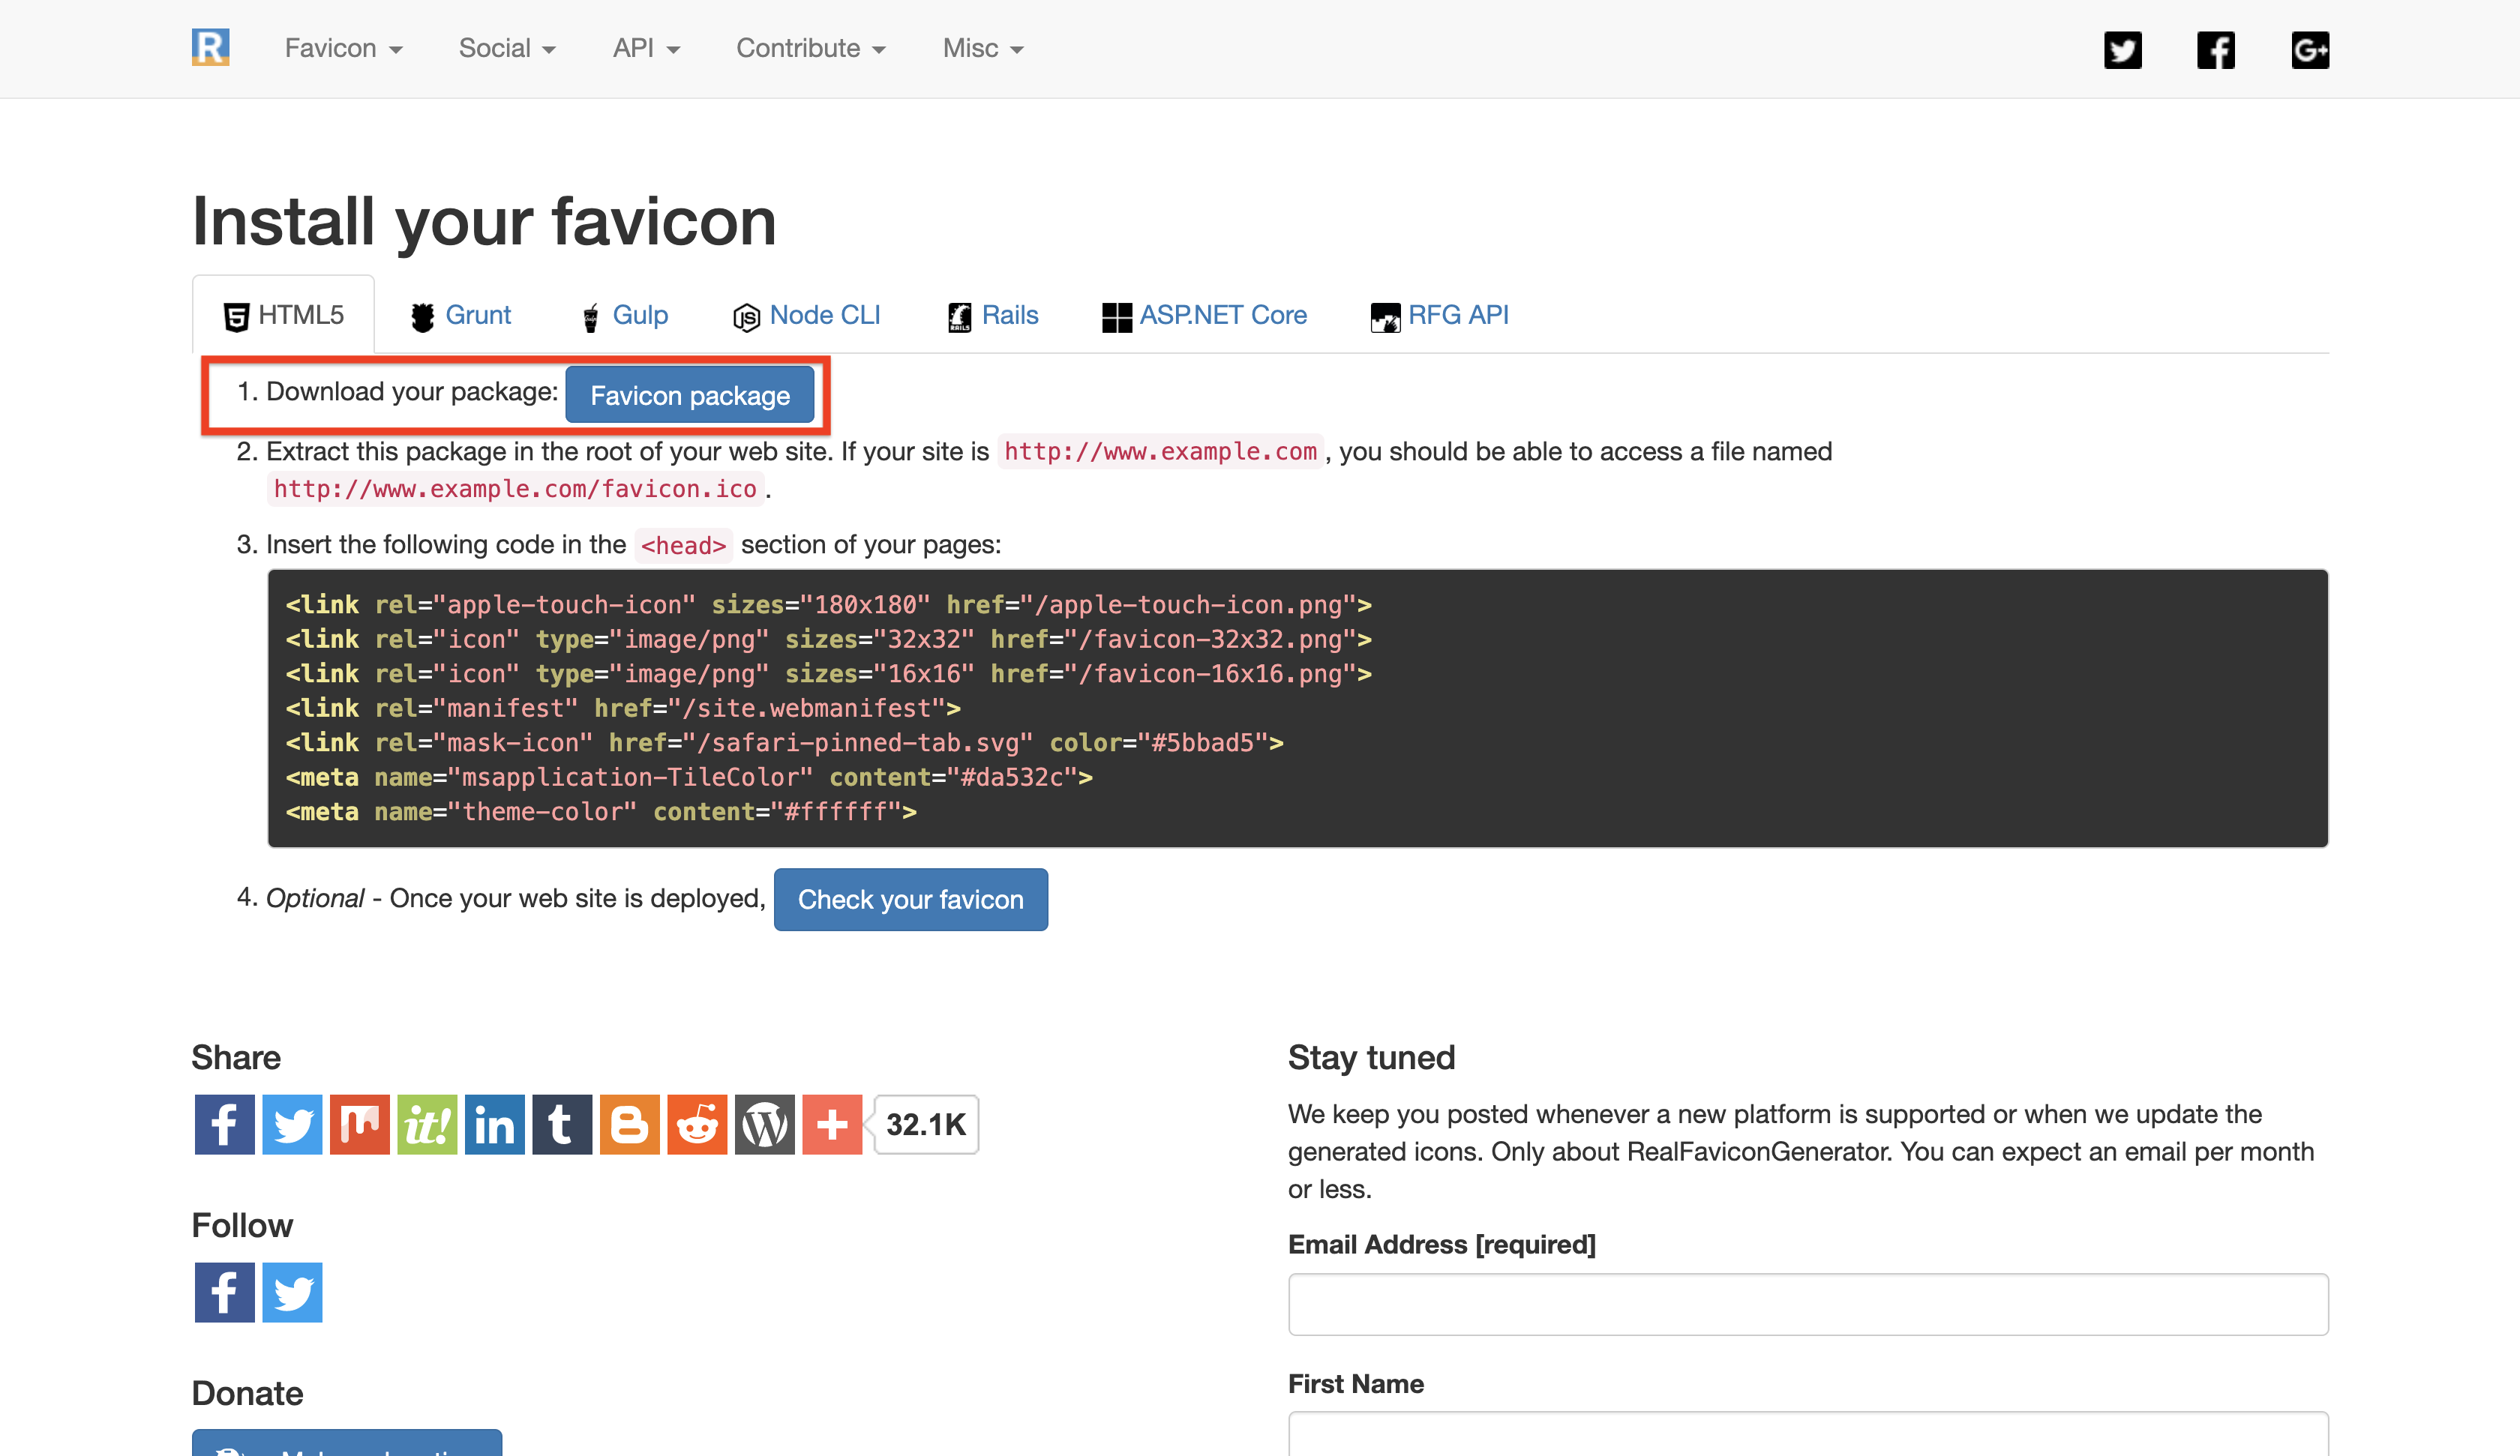 R Favicon Social API Contribute Misc G+
Install your favicon
HTML5 Grunt Gulp Node CLI Rails ASP.NET Core RFG API
1. Download your package: Favicon package
2. Extract this package in the root of your web site. If your site is http://www.example.com, you should be able to access a file named
http://www.example.com/favicon.ico.
3. Insert the following code in the <head> section of your pages:
<link rel="apple-touch-icon" sizes="180x180" href="/apple-touch-icon.png">
<link rel="icon" type="image/png" sizes="32x32" href="/favicon-32x32.png">
<link rel="icon" type="image/png" sizes="16x16" href="/favicon-16x16.png">
<link rel="manifest" href="/site.webmanifest">
<link rel="mask-icon" href="/safari-pinned-tab.svg" color="#5bbad5">
<meta name="msapplication-TileColor" content="#da532c">
<meta name="theme-color" content="#ffffff">
4. Optional - Once your web site is deployed, Check your favicon
Share
it! in t 32.1K
Follow
Donate
Stay tuned
We keep you posted whenever a new platform is supported or when we update the
generated icons. Only about RealFaviconGenerator. You can expect an email per month
or less.
Email Address [required]
First Name